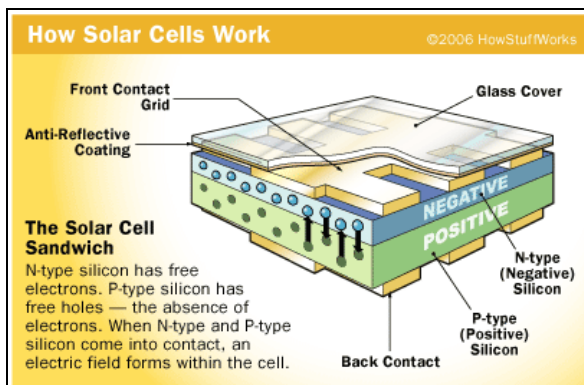 How Solar Cells Work
©2006 HowStuffWorks
Front Contact
Grid
Glass Cover
Anti-Reflective
Coating
NEGATIVE
POSITIVE
The Solar Cell
Sandwich
N-type silicon has free
electrons. P-type silicon has
free holes — the absence of
electrons. When N-type and P-type
silicon come into contact, an
electric field forms within the cell.
N-type
(Negative)
Silicon
P-type
(Positive)
Silicon
Back Contact